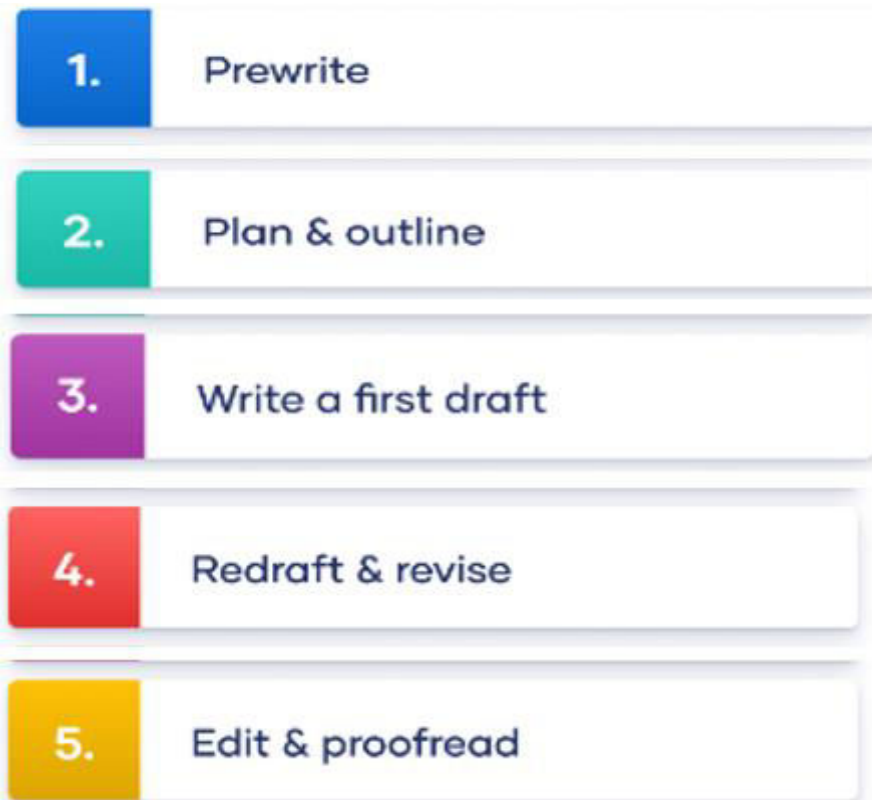 1. Prewrite
2. Plan & outline
3. Write a first draft
4. Redraft & revise
5. Edit & proofread